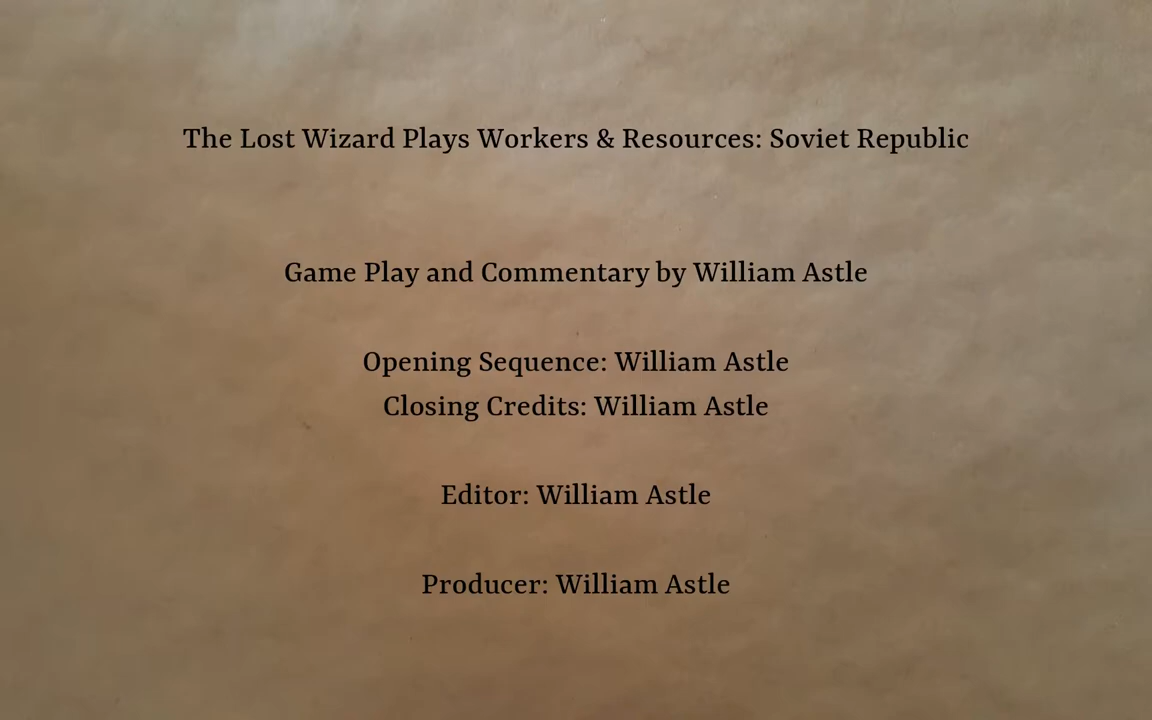 The Lost Wizard Plays Workers & Resources: Soviet Republic
Game Play and Commentary by William Astle
Opening Sequence: William Astle
Closing Credits: William Astle
Editor: William Astle
Producer: William Astle